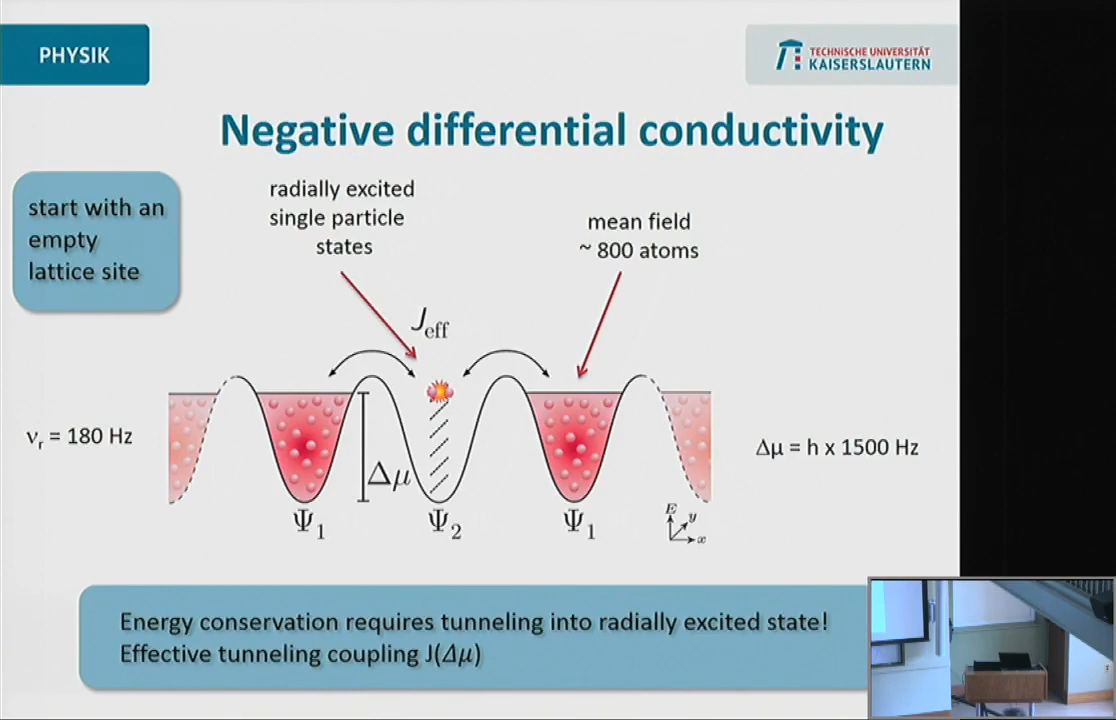 PHYSIK
TECHNISCHE UNIVERSITÄT
KAISERSLAUTERN
Negative differential conductivity
start with an
empty
lattice site
radially excited
single particle
states
mean field
~ 800 atoms
J_eff
ν_r = 180 Hz
Δμ
Δμ = h x 1500 Hz
Ψ_1
Ψ_2
Ψ_1
E
y
x
Energy conservation requires tunneling into radially excited state!
Effective tunneling coupling J(Δμ)